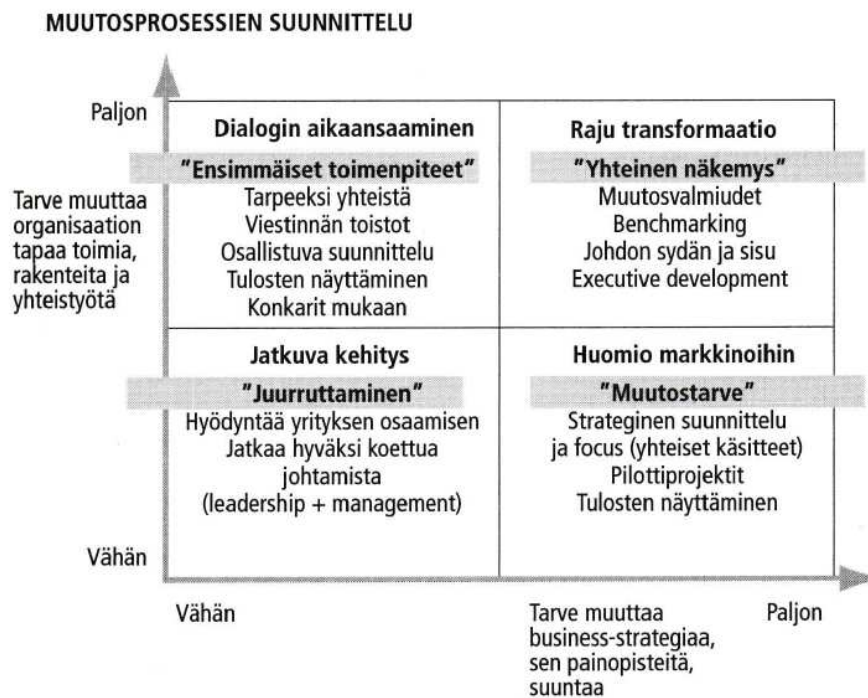 MUUTOSPROSESSIEN SUUNNITTELU
Paljon
Tarve muuttaa
organisaation
tapaa toimia,
rakenteita ja
yhteistyötä
Vähän
Dialogin aikaansaaminen
"Ensimmäiset toimenpiteet"
Tarpeeksi yhteistä
Viestinnän toistot
Osallistuva suunnittelu
Tulosten näyttäminen
Konkarit mukaan
Raju transformaatio
"Yhteinen näkemys"
Muutosvalmiudet
Benchmarking
Johdon sydän ja sisu
Executive development
Jatkuva kehitys
"Juurruttaminen"
Hyödyntää yrityksen osaamisen
Jatkaa hyväksi koettua
johtamista
(leadership + management)
Huomio markkinoihin
"Muutostarve"
Strateginen suunnittelu
ja focus (yhteiset käsitteet)
Pilottiprojektit
Tulosten näyttäminen
Vähän
Tarve muuttaa
business-strategiaa,
sen painopisteitä,
suuntaa
Paljon